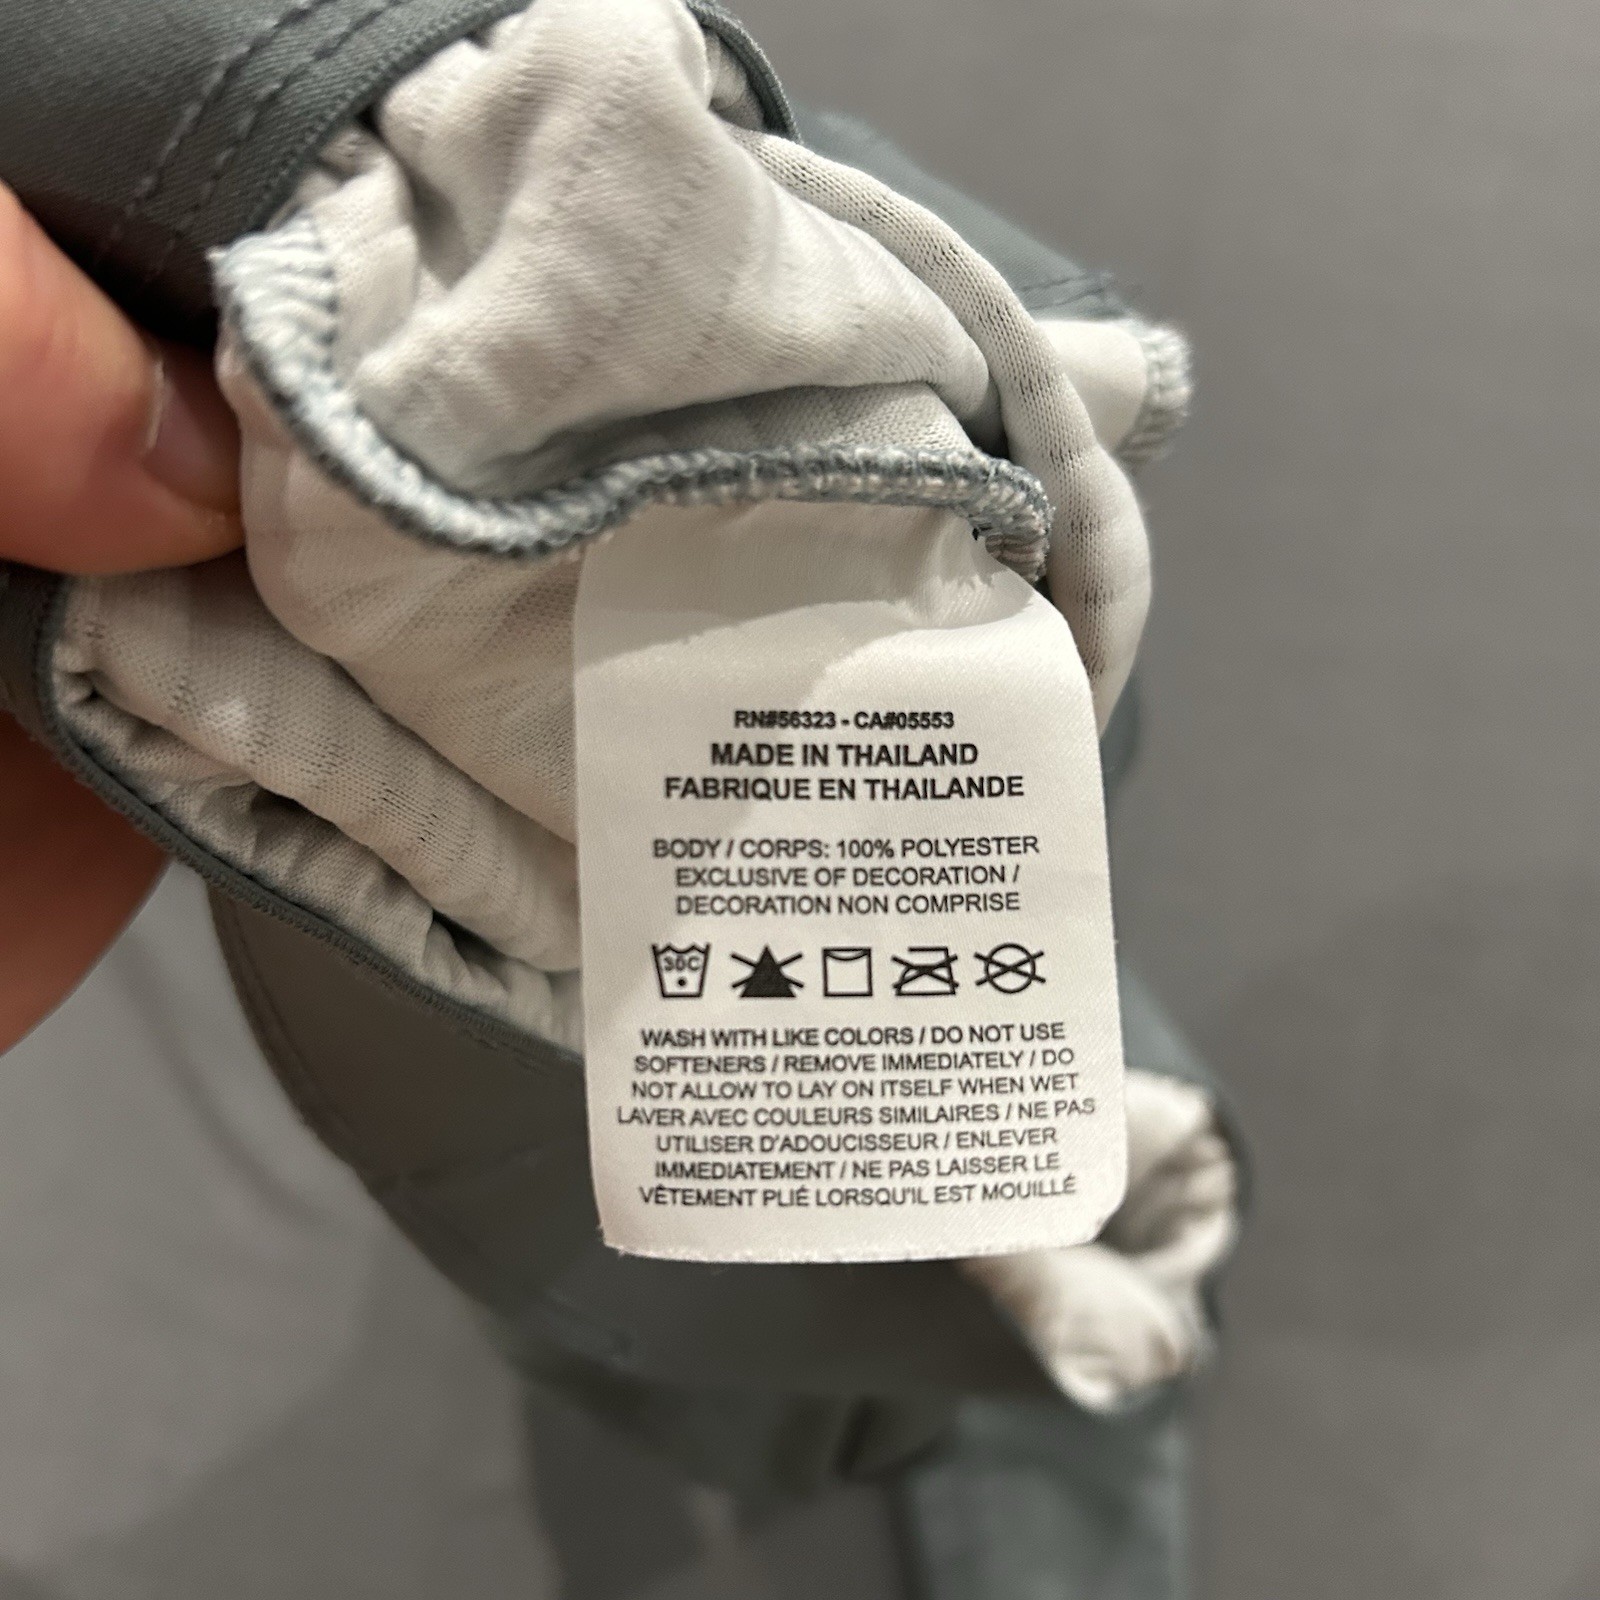 RN#56323 - CA#05553
MADE IN THAILAND
FABRIQUE EN THAILANDE
BODY / CORPS: 100% POLYESTER
EXCLUSIVE OF DECORATION /
DECORATION NON COMPRISE
30C
WASH WITH LIKE COLORS / DO NOT USE
SOFTENERS / REMOVE IMMEDIATELY / DO
NOT ALLOW TO LAY ON ITSELF WHEN WET
LAVER AVEC COULEURS SIMILAIRES / NE PAS
UTILISER D'ADOUCISSEUR / ENLEVER
IMMEDIATEMENT / NE PAS LAISSER LE
VÊTEMENT PLIÉ LORSQU'IL EST MOUILLÉ